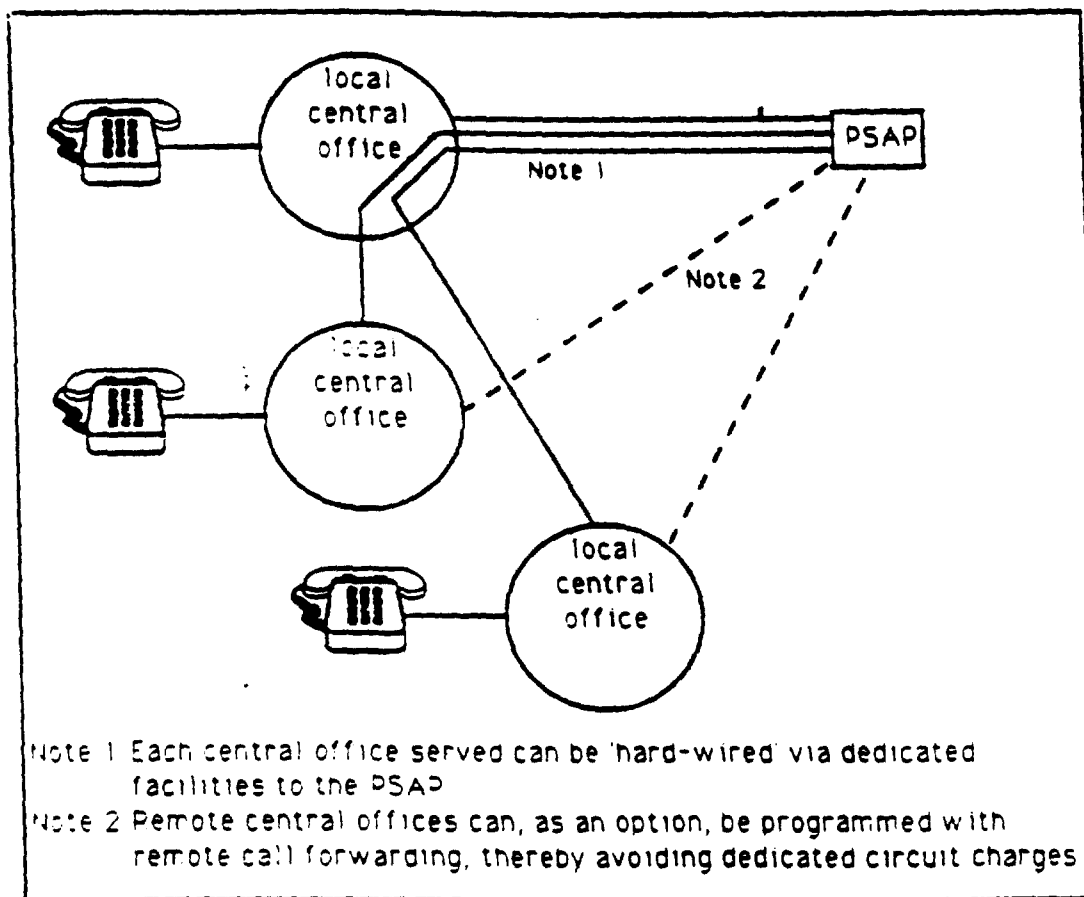 local
central
office
PSAP
Note 1
Note 2
local
central
office
local
central
office
Note 1 Each central office served can be 'hard-wired' via dedicated
facilities to the PSAP
Note 2 Remote central offices can, as an option, be programmed with
remote call forwarding, thereby avoiding dedicated circuit charges